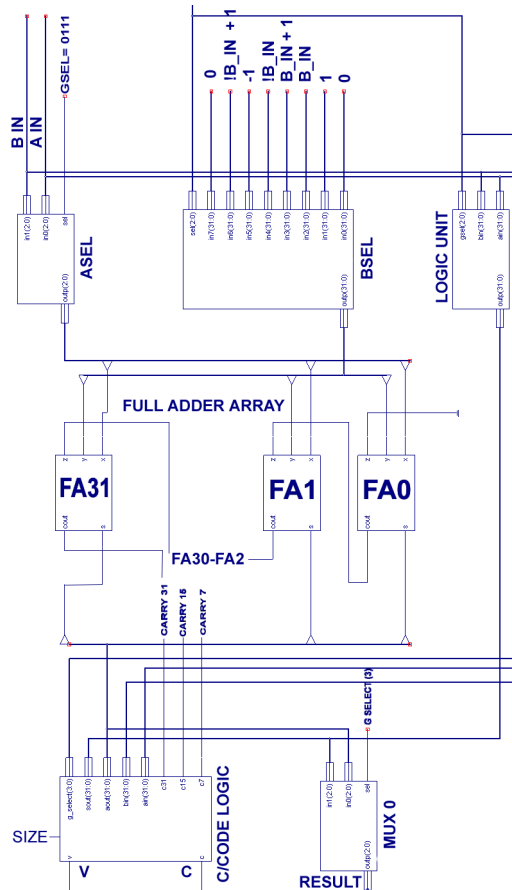 B IN
A IN
GSEL= 0111
0
!B_IN + 1
-1
!B_IN
B_IN + 1
B_IN
1
0
in1(2:0)
in0(2:0)
sel
outp(2:0)
ASEL
sel(2:0)
in7(31:0)
in6(31:0)
in5(31:0)
in4(31:0)
in3(31:0)
in2(31:0)
in1(31:0)
in0(31:0)
outp(31:0)
BSEL
gsel(2:0)
bin(31:0)
ain(31:0)
outp(31:0)
LOGIC UNIT
FULL ADDER ARRAY
z
y
x
FA31
cout
s
z
y
x
FA1
cout
s
z
y
x
FA0
cout
s
FA30-FA2
CARRY 31
CARRY 15
CARRY 7
G SELECT (3)
g_select(3:0)
sout(31:0)
aout(31:0)
bin(31:0)
ain(31:0)
c31
c15
c7
SIZE
v
c
V
C
C/CODE LOGIC
in1(2:0)
in0(2:0)
sel
outp(2:0)
MUX 0
RESULT